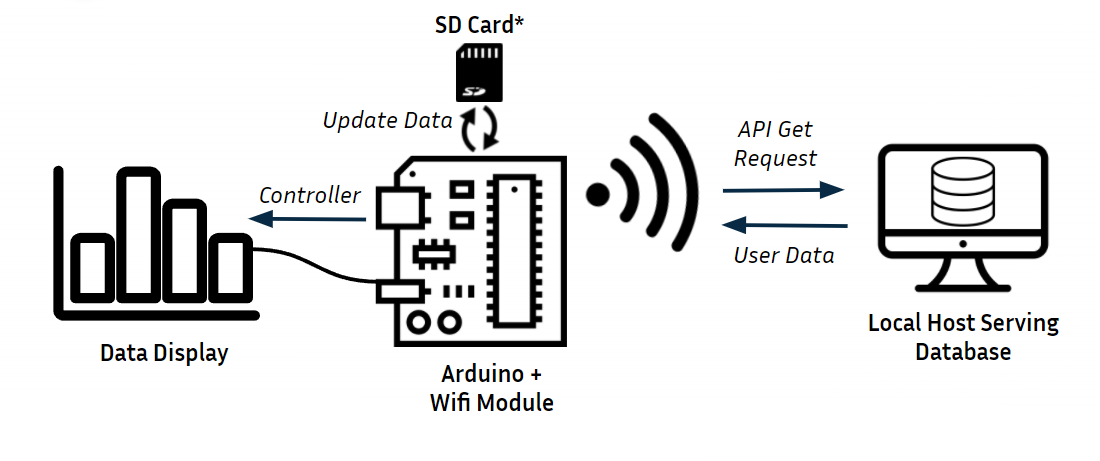 SD Card*
Update Data
API Get
Request
Controller
User Data
Data Display
Arduino +
Wifi Module
Local Host Serving
Database